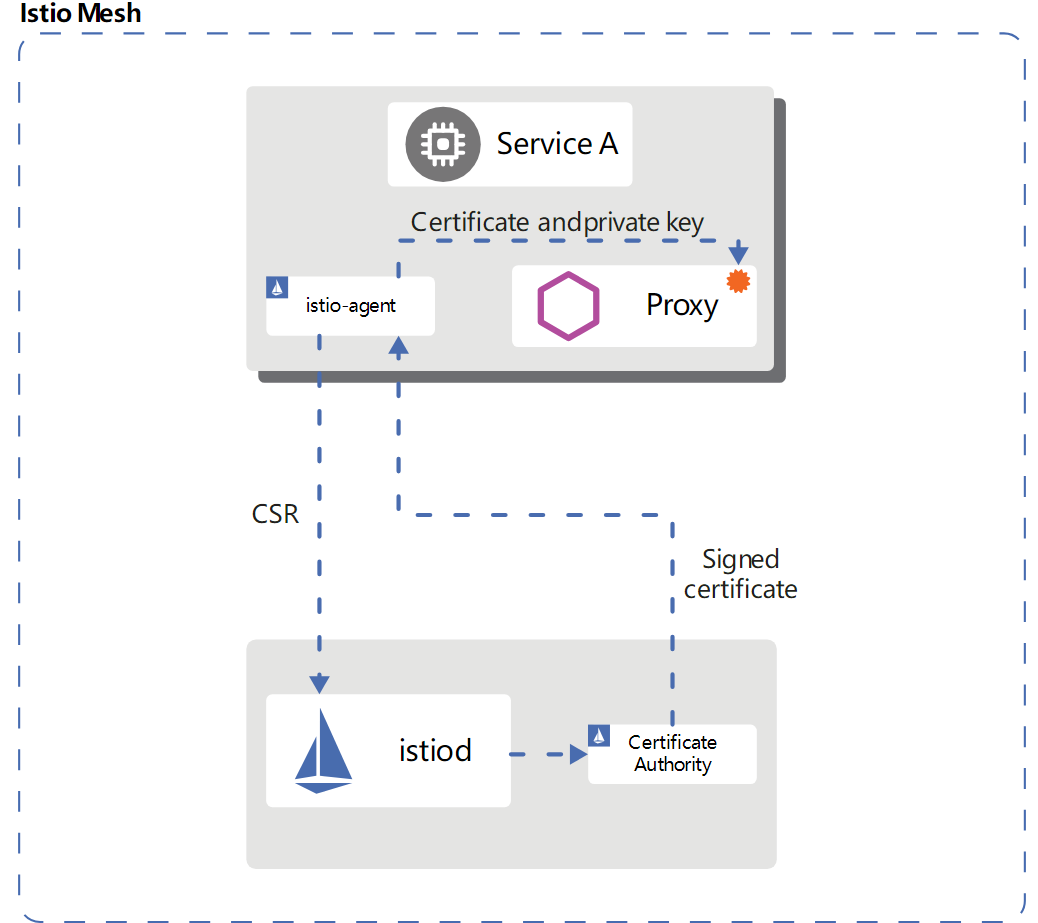 Istio Mesh
Service A
Certificate andprivate key
istio-agent
Proxy
CSR
Signed
certificate
istiod
Certificate
Authority